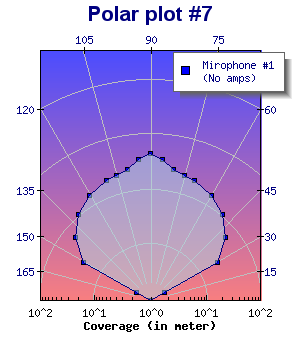 Polar plot #7
105 90 75
Mirophone #1
(No amps)
120 60
135 45
150 30
165 15
10^2 10^1 10^0 10^1 10^2
Coverage (in meter)